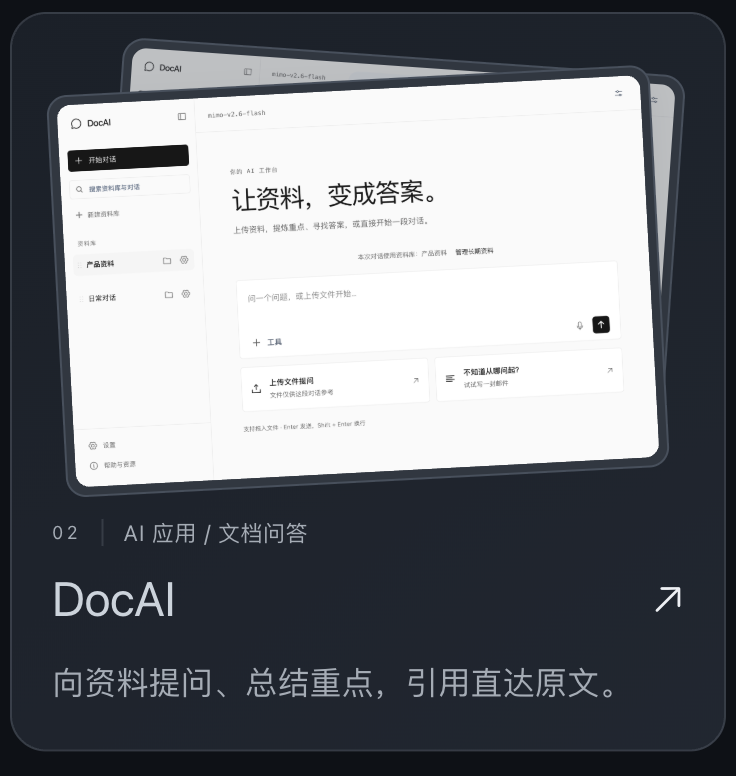 DocAI
mimo-v2.6-flash
DocAI
mimo-v2.6-flash
开始对话
你的 AI 工作台
搜索资料库与对话
让资料，变成答案。
新建资料库
上传资料，提炼重点、寻找答案，或直接开始一段对话。
资料库
本次对话使用资料库：产品资料 管理长期资料
产品资料
日常对话
问一个问题，或上传文件开始…
工具
上传文件提问
文件仅供这段对话参考
不知道从哪问起？
试试写一封邮件
支持拖入文件 · Enter 发送，Shift + Enter 换行
设置
帮助与资源
02
AI 应用 / 文档问答
DocAI
向资料提问、总结重点，引用直达原文。